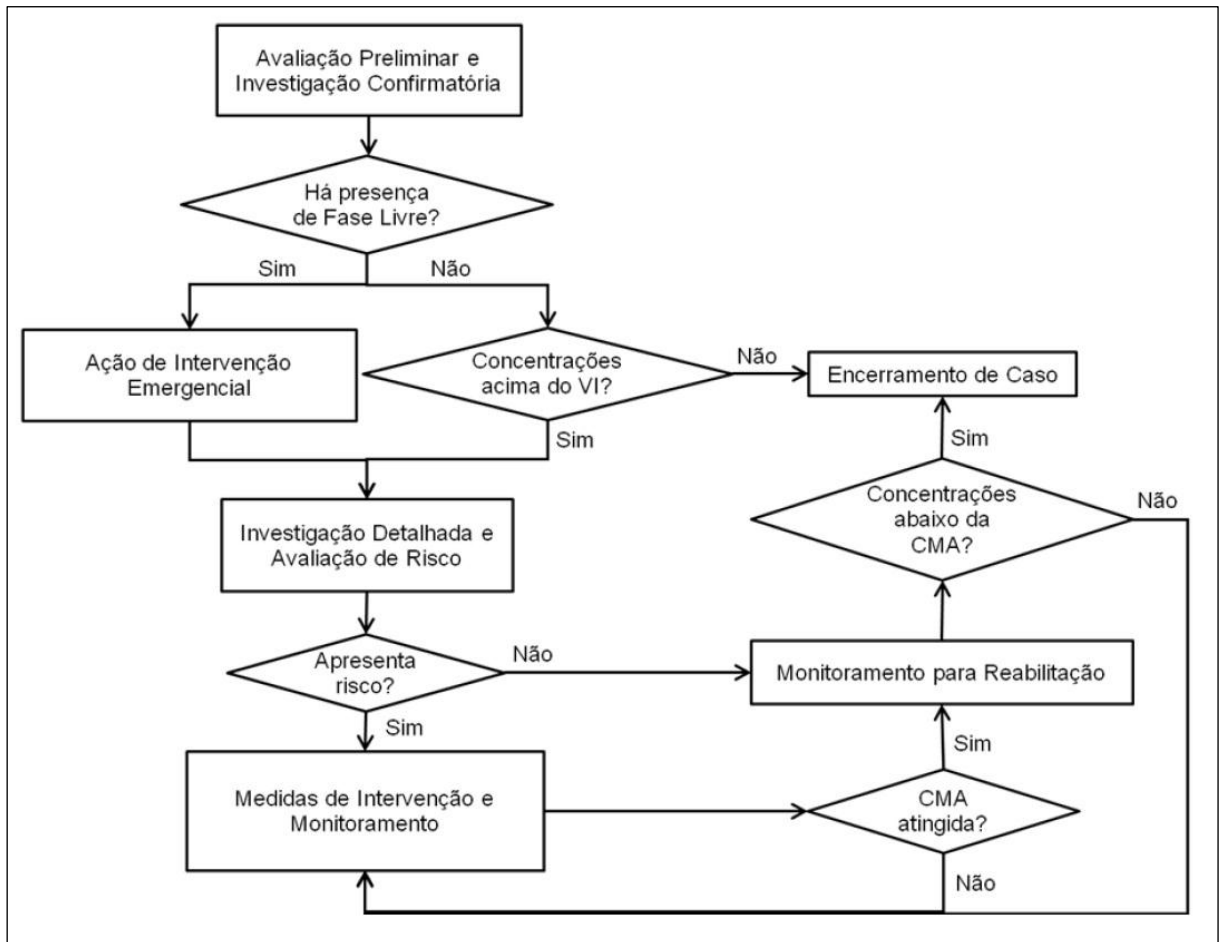 Avaliação Preliminar e
Investigação Confirmatória
Há presença
de Fase Livre?
Sim
Não
Ação de Intervenção
Emergencial
Concentrações
acima do VI?
Não
Encerramento de Caso
Sim
Sim
Concentrações
abaixo da
CMA?
Não
Investigação Detalhada e
Avaliação de Risco
Apresenta
risco?
Não
Monitoramento para Reabilitação
Sim
Sim
Medidas de Intervenção e
Monitoramento
CMA
atingida?
Não